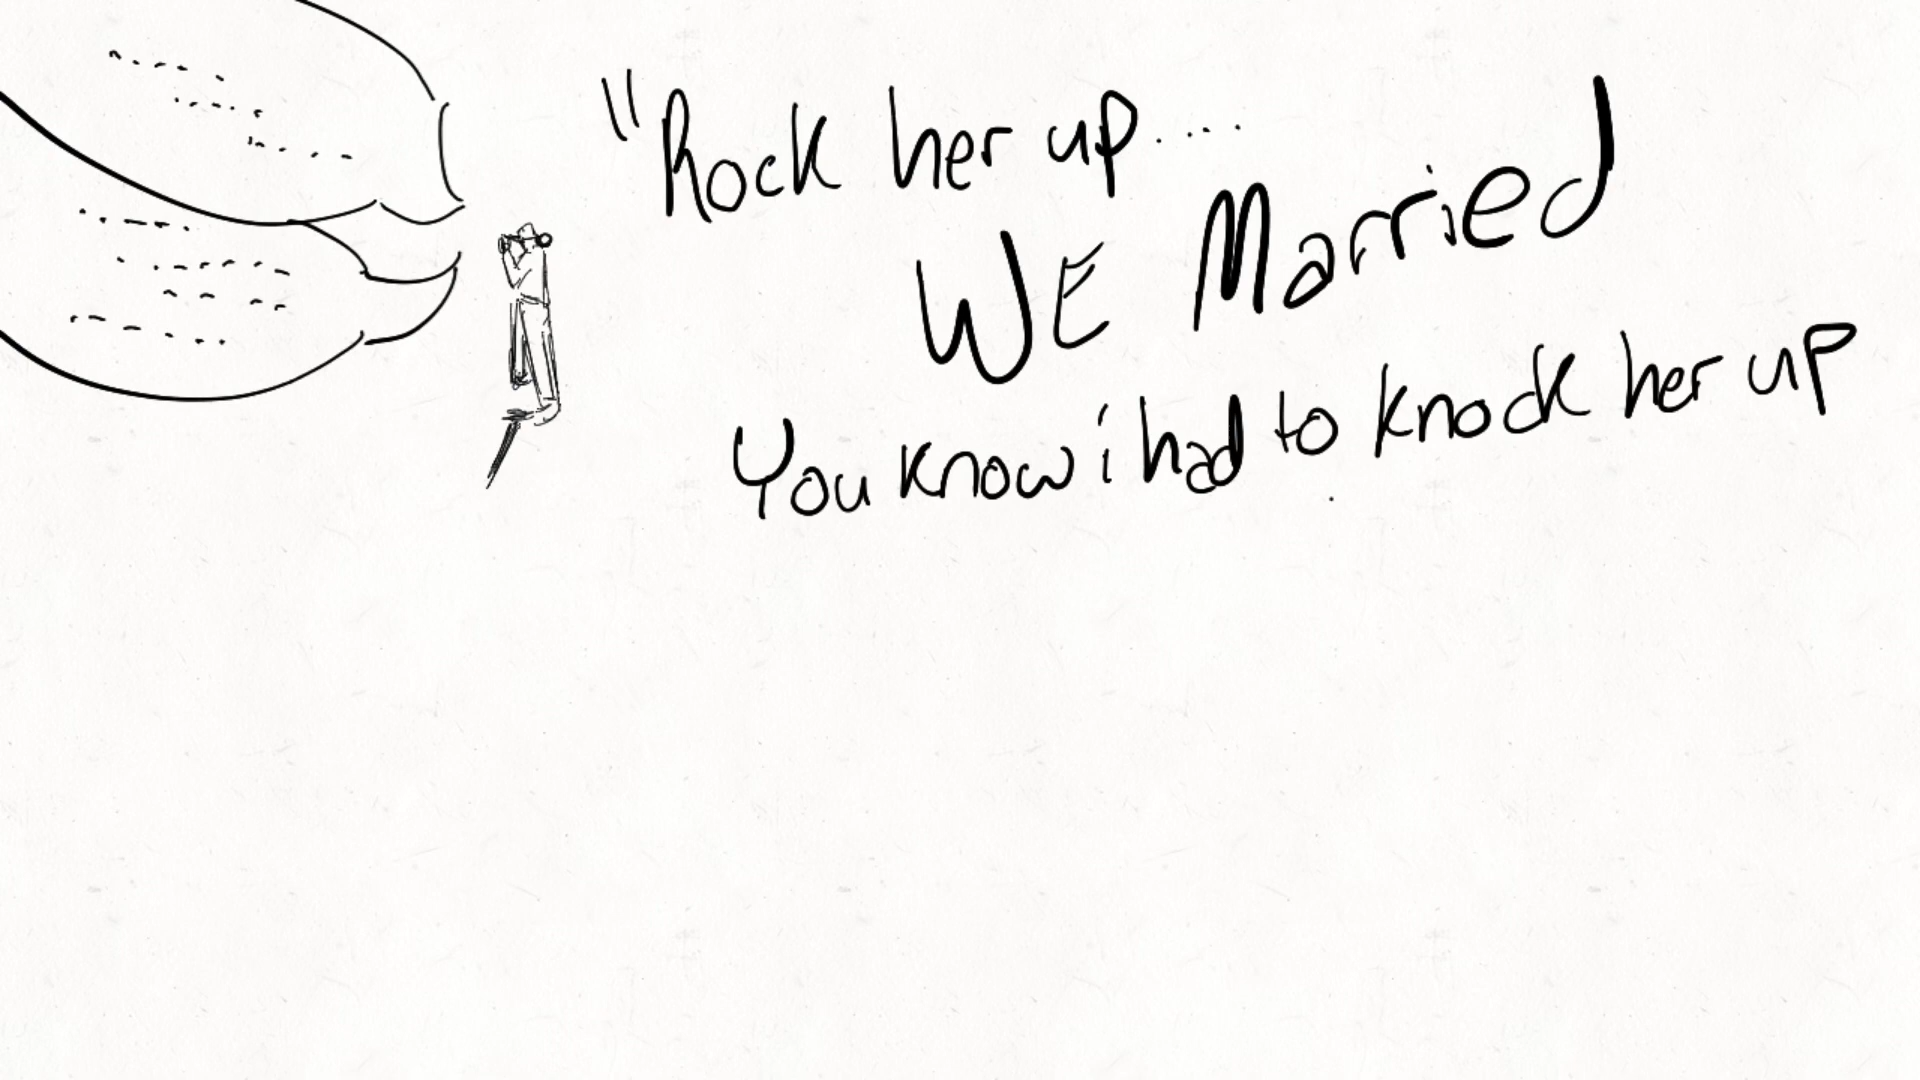 "Rock her up.....
WE Married
You know i had to knock her up